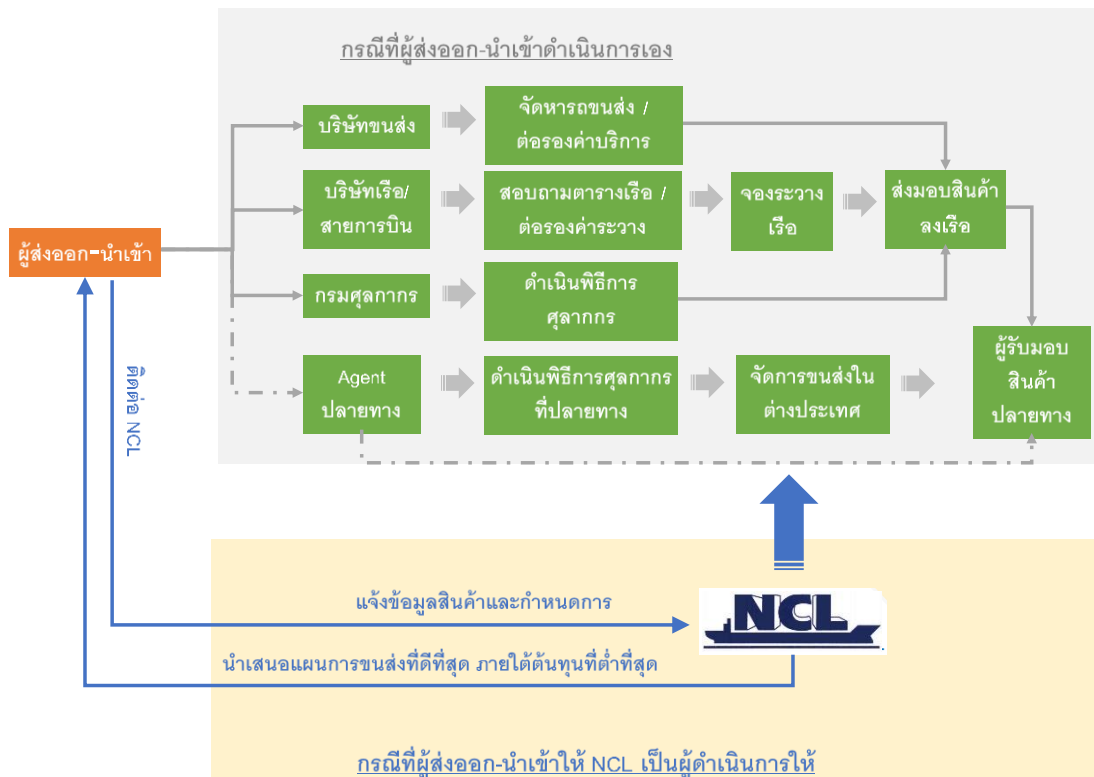 กรณีที่ผู้ส่งออก-นำเข้าดำเนินการเอง
บริษัทขนส่ง
จัดหารถขนส่ง /
ต่อรองค่าบริการ
บริษัทเรือ/
สายการบิน
สอบถามตารางเรือ /
ต่อรองค่าระวาง
จองระวาง
เรือ
ส่งมอบสินค้า
ลงเรือ
ผู้ส่งออก-นำเข้า
กรมศุลกากร
ดำเนินพิธีการ
ศุลากกร
ผู้รับมอบ
สินค้า
ปลายทาง
Agent
ปลายทาง
ดำเนินพิธีการศุลกากร
ที่ปลายทาง
จัดการขนส่งใน
ต่างประเทศ
ติดต่อ NCL
แจ้งข้อมูลสินค้าและกำหนดการ
NCL
นำเสนอแผนการขนส่งที่ดีที่สุด ภายใต้ต้นทุนที่ต่ำที่สุด
กรณีที่ผู้ส่งออก-นำเข้าให้ NCL เป็นผู้ดำเนินการให้